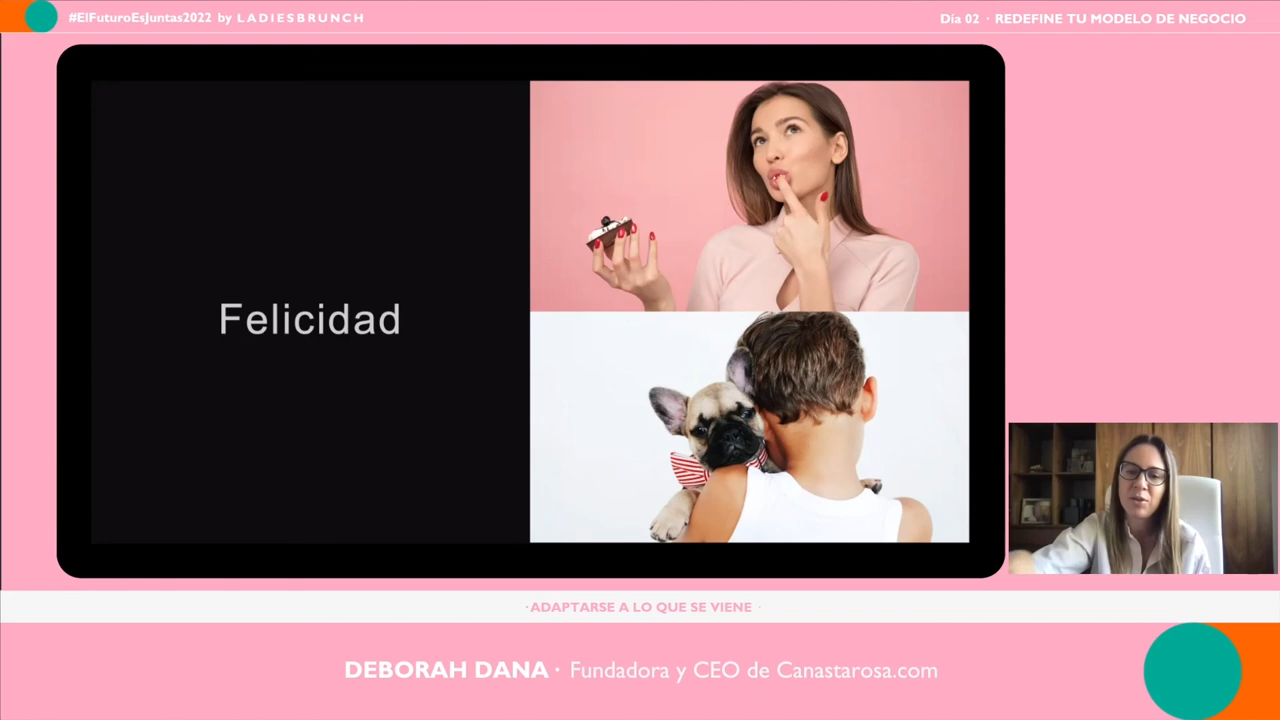 #ElFuturoEsJuntas2022 by LADIESBRUNCH
Día 02 · REDEFINE TU MODELO DE NEGOCIO
Felicidad
· ADAPTARSE A LO QUE SE VIENE ·
DEBORAH DANA · Fundadora y CEO de Canastarosa.com